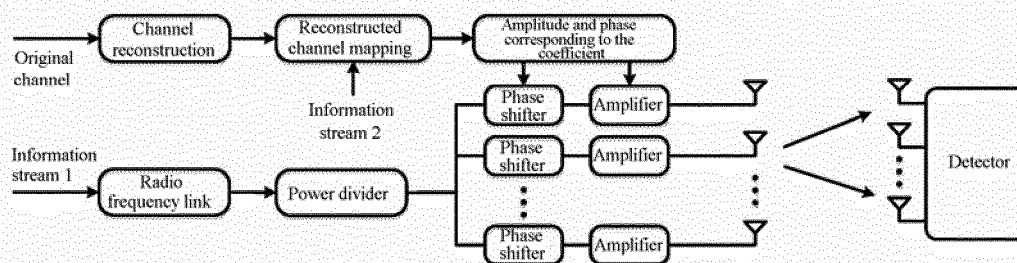 Original
channel
Channel
reconstruction
Reconstructed
channel mapping
Amplitude and phase
corresponding to the
coefficient
Information
stream 2
Phase
shifter
Amplifier
Phase
shifter
Amplifier
Phase
shifter
Amplifier
Information
stream 1
Radio
frequency link
Power divider
Detector